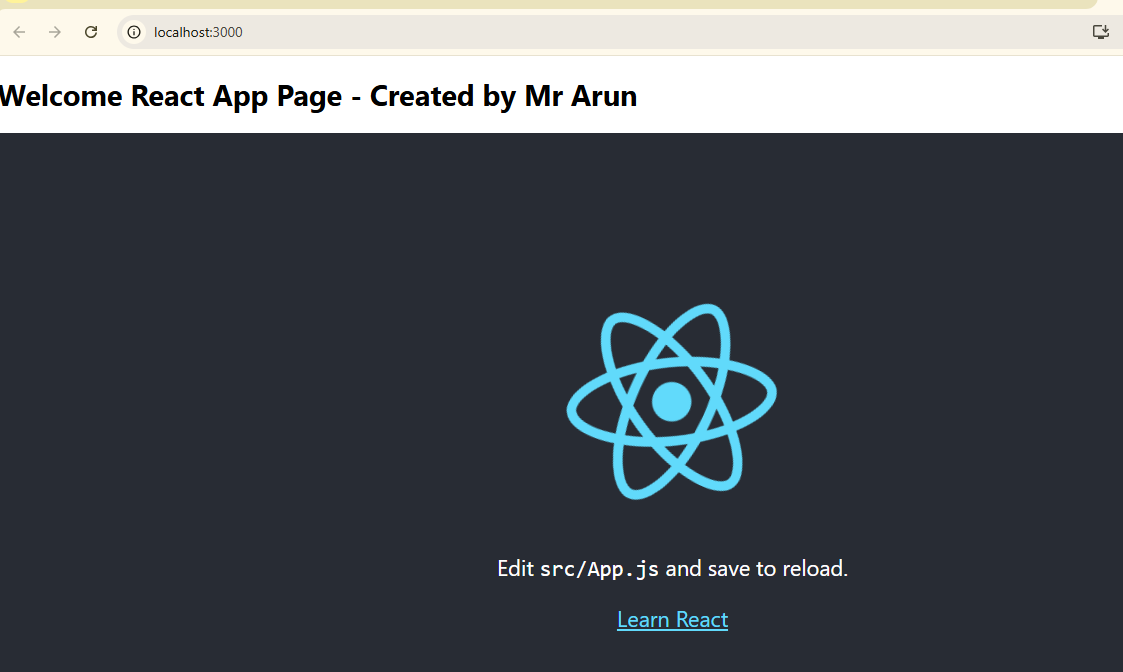 localhost:3000
Welcome React App Page - Created by Mr Arun
Edit src/App.js and save to reload.
Learn React